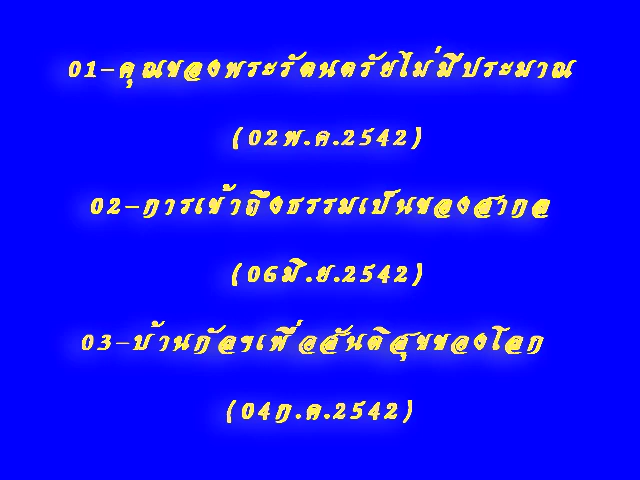 01-คุณของพระรัตนตรัยไม่มีประมาณ
(02พ.ค.2542)
02-การเข้าถึงธรรมเป็นของสากล
(06มิ.ย.2542)
03-บ้านกัลฯเพื่อสันติสุขของโลก
(04ก.ค.2542)